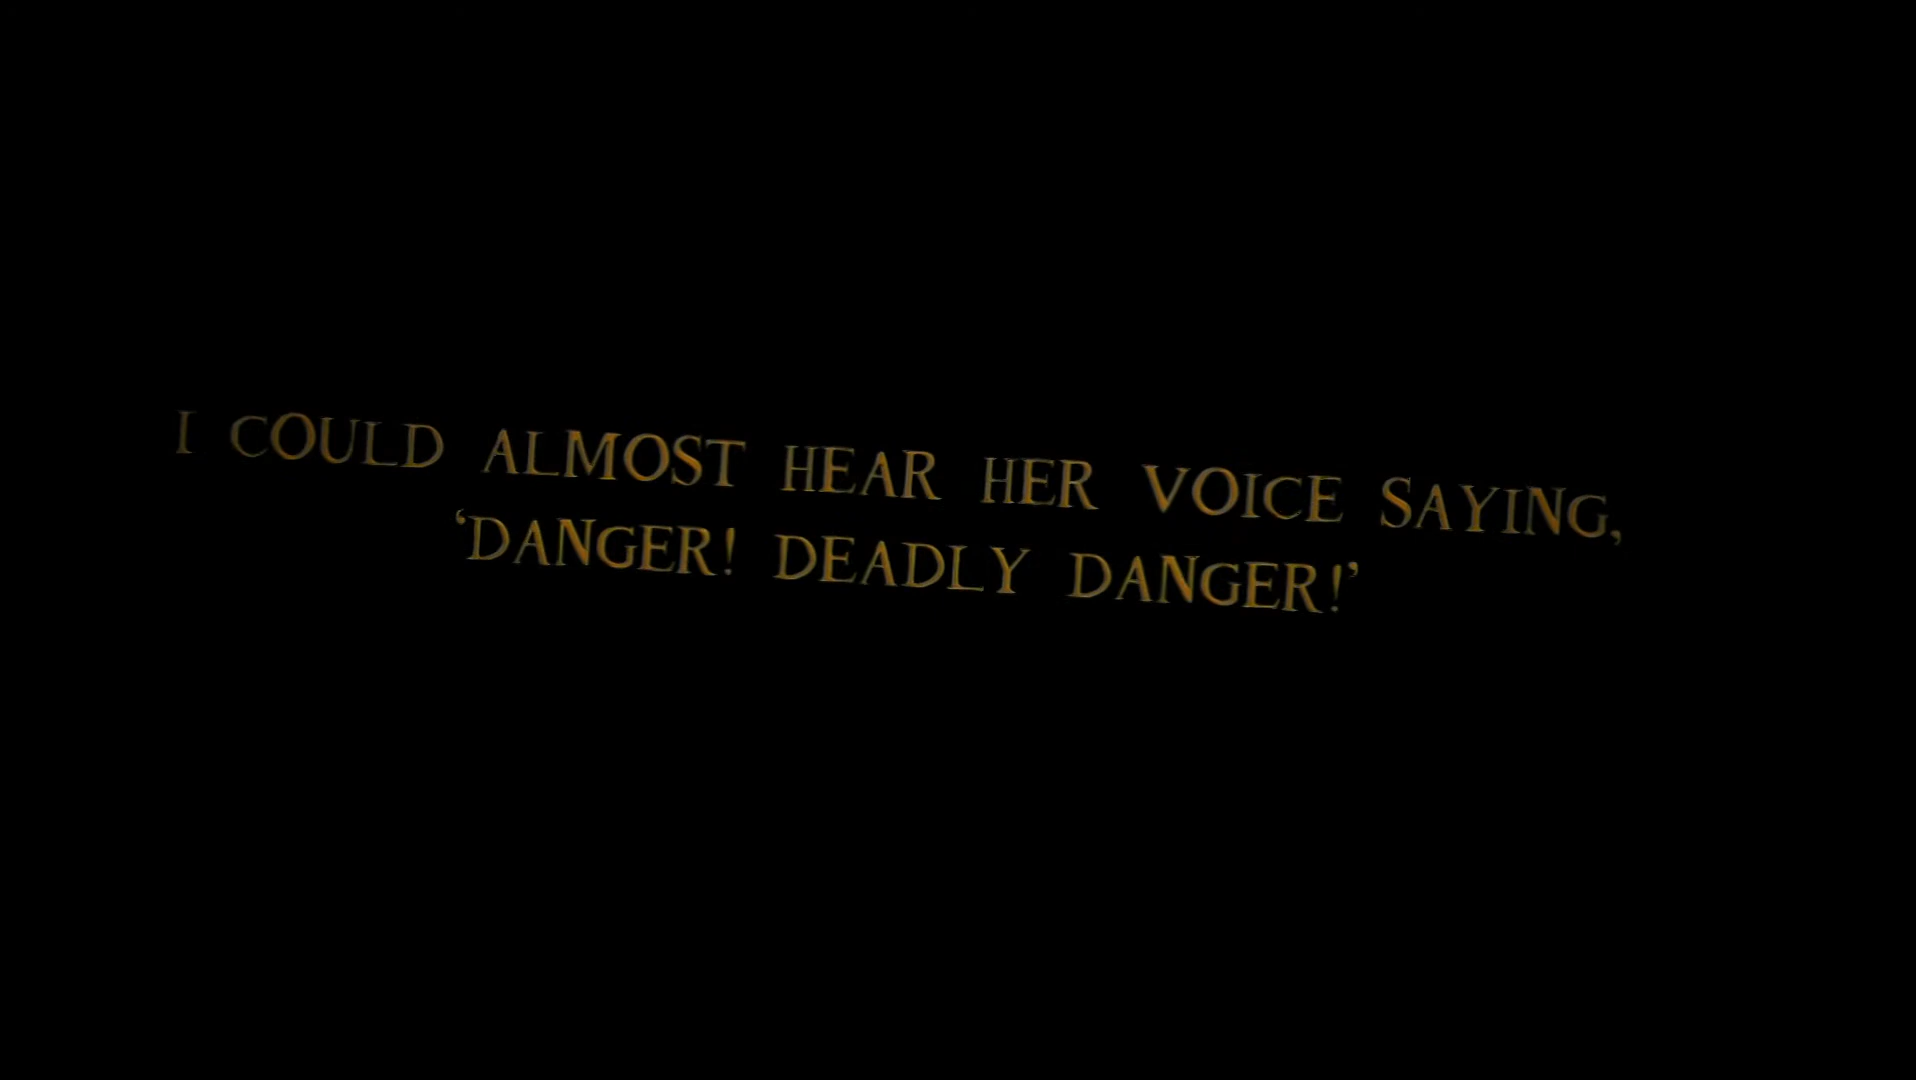 I COULD ALMOST HEAR HER VOICE SAYING,
‘DANGER! DEADLY DANGER!’